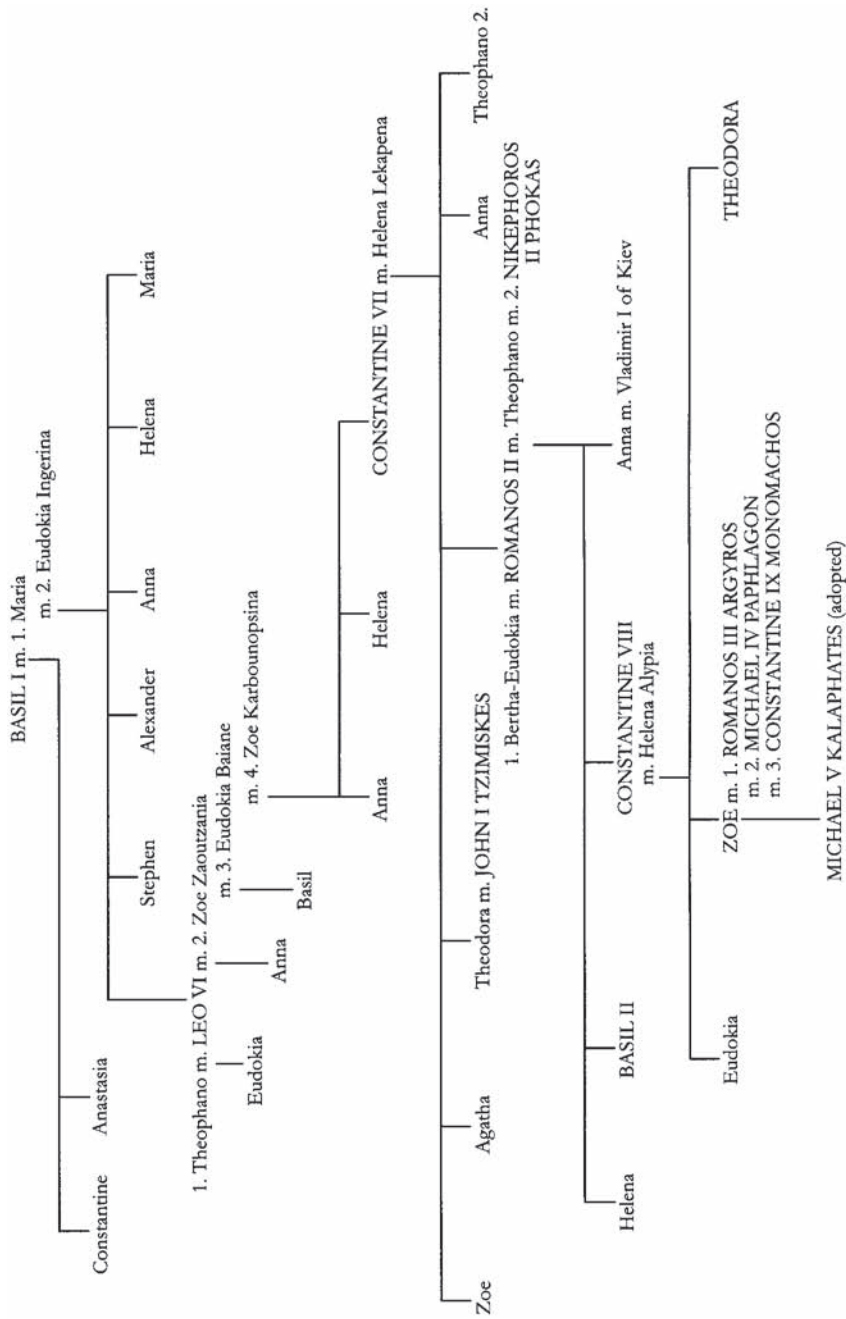 BASIL I m. 1. Maria
m. 2. Eudokia Ingerina
Constantine
Anastasia
Stephen
Alexander
Anna
Helena
Maria
1. Theophano m. LEO VI m. 2. Zoe Zaoutzania
m. 3. Eudokia Baiane
m. 4. Zoe Karbounopsina
Eudokia
Anna
Basil
Anna
Helena
CONSTANTINE VII m. Helena Lekapena
Zoe
Agatha
Theodora m. JOHN I TZIMISKES
1. Bertha-Eudokia m. ROMANOS II m. Theophano m. 2. NIKEPHOROS
II PHOKAS
Anna
Theophano 2.
Helena
BASIL II
CONSTANTINE VIII
m. Helena Alypia
Anna m. Vladimir I of Kiev
Eudokia
ZOE m. 1. ROMANOS III ARGYROS
m. 2. MICHAEL IV PAPHLAGON
m. 3. CONSTANTINE IX MONOMACHOS
THEODORA
MICHAEL V KALAPHATES (adopted)